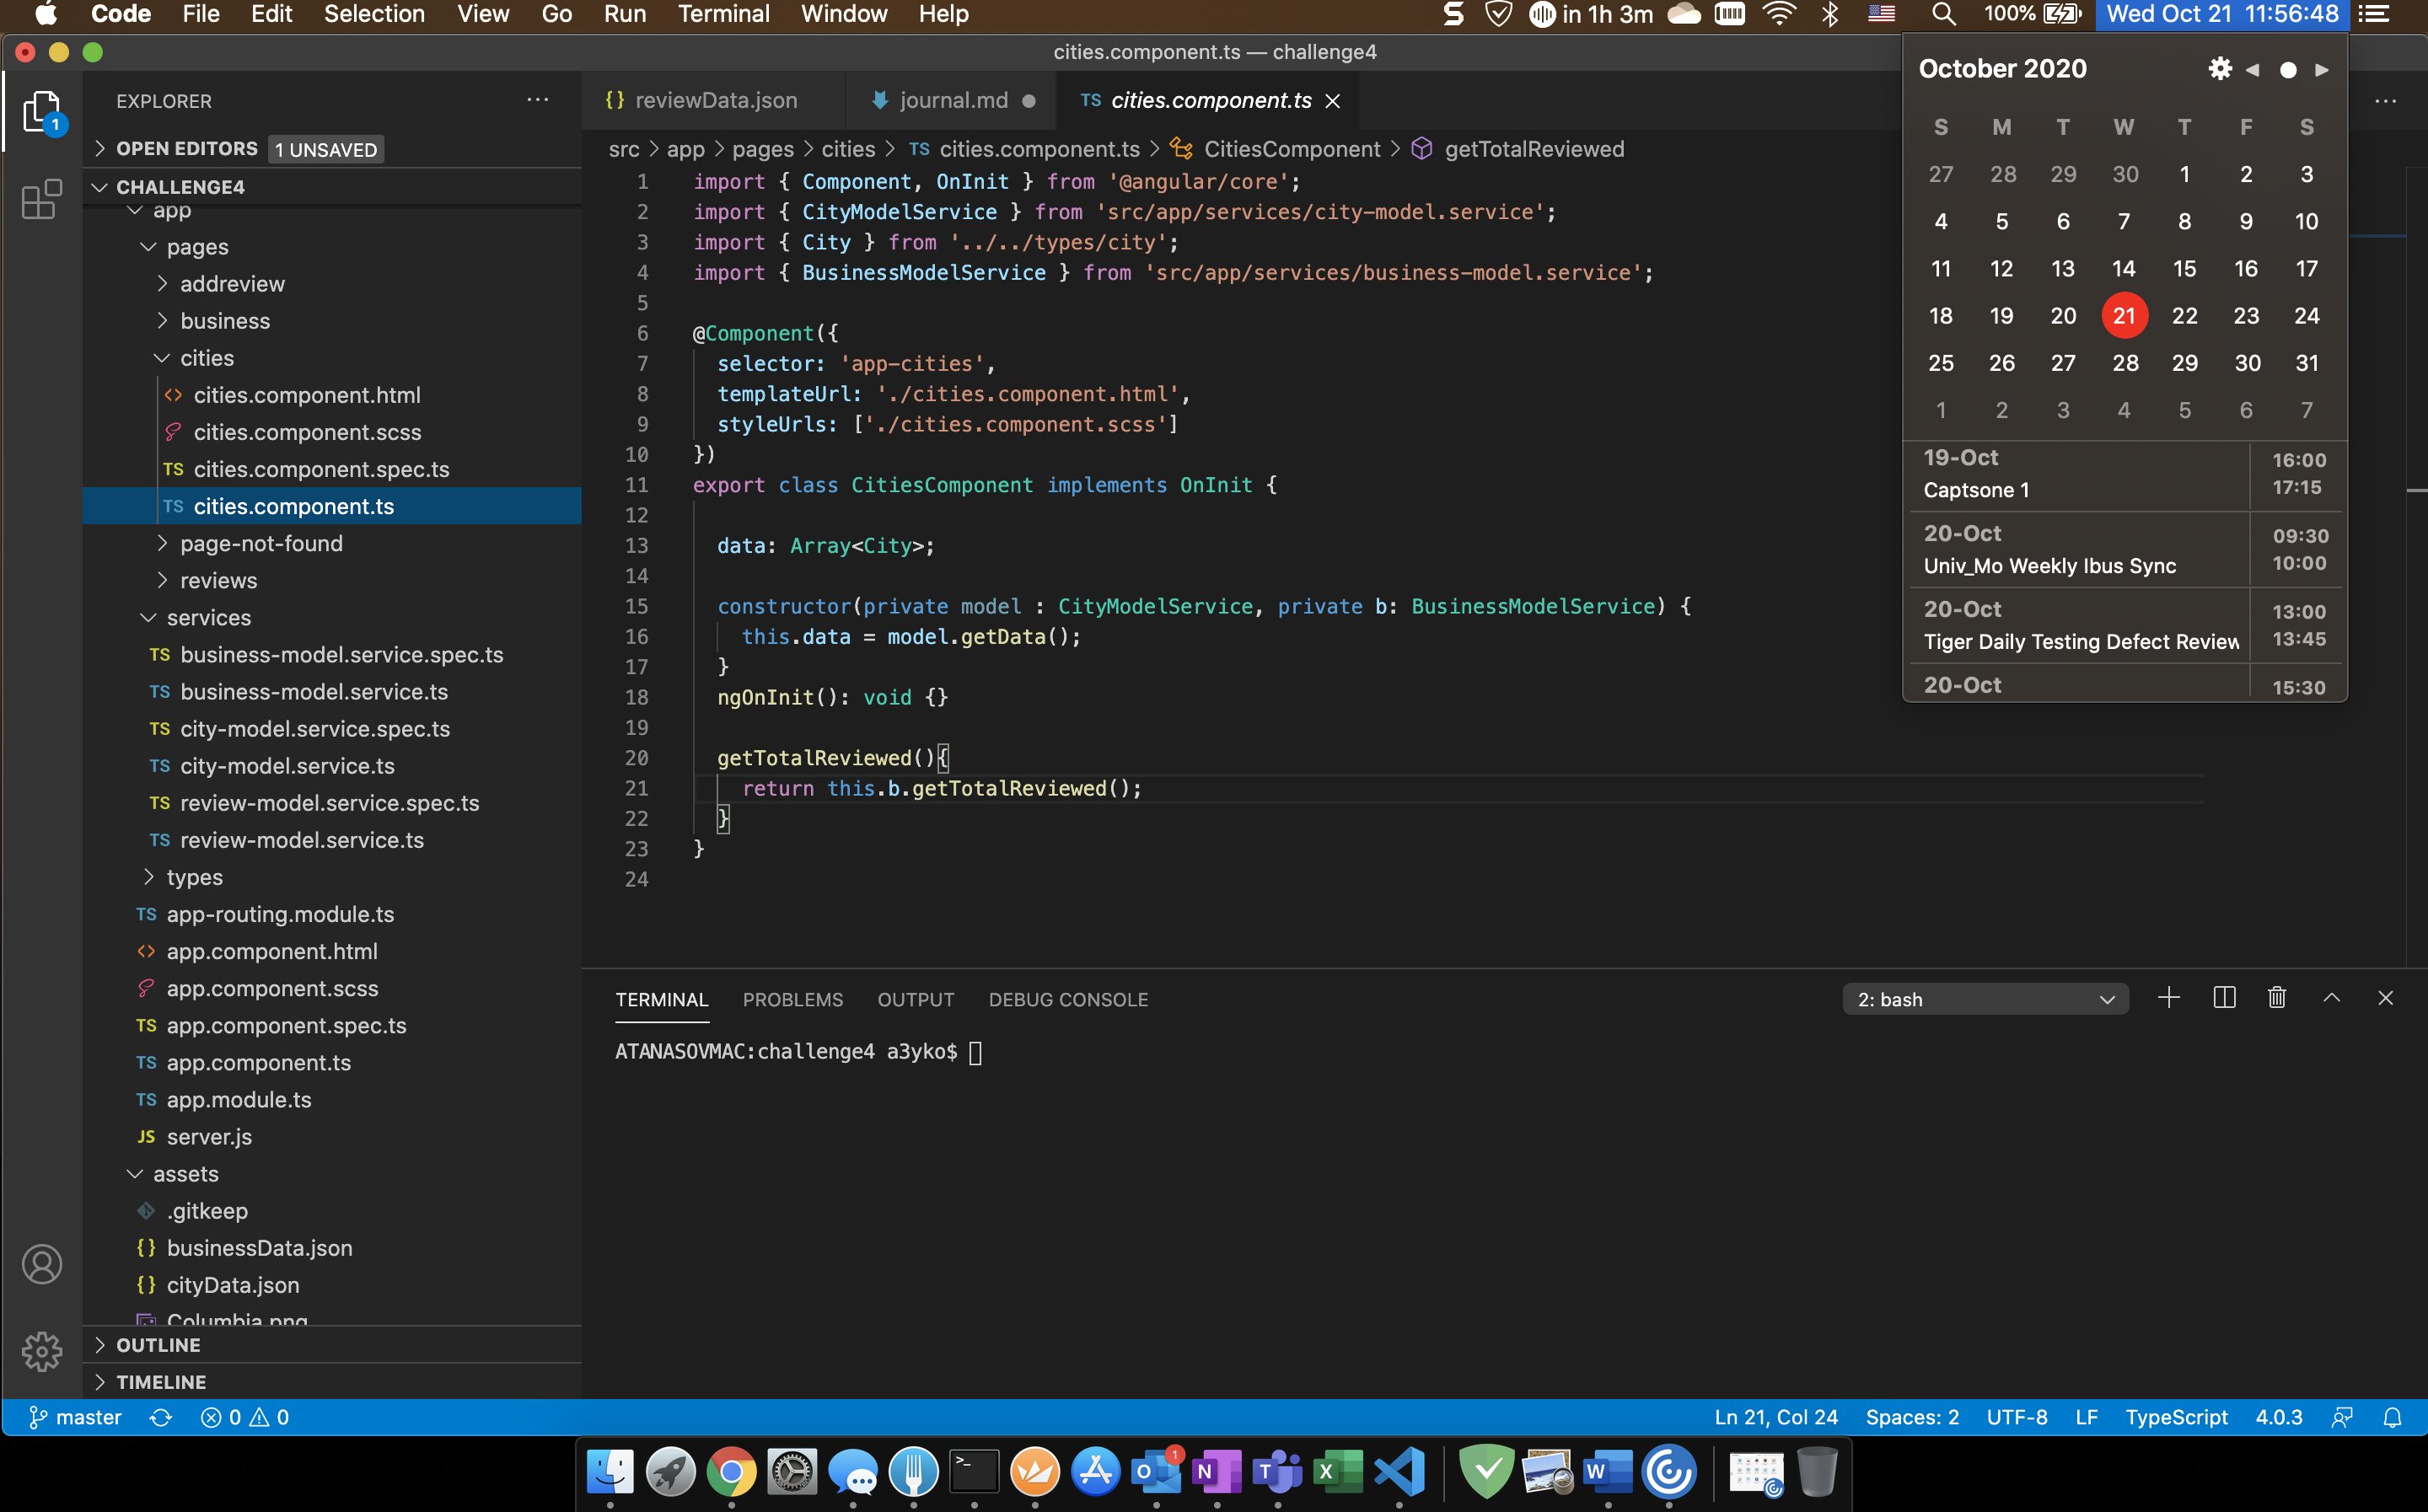 Code File Edit Selection View Go Run Terminal Window Help in 1h 3m 100% Wed Oct 21 11:56:48
cities.component.ts — challenge4
EXPLORER
1
OPEN EDITORS 1 UNSAVED
CHALLENGE4
app
pages
addreview
business
cities
cities.component.html
cities.component.scss
TS cities.component.spec.ts
TS cities.component.ts
page-not-found
reviews
services
TS business-model.service.spec.ts
TS business-model.service.ts
TS city-model.service.spec.ts
TS city-model.service.ts
TS review-model.service.spec.ts
TS review-model.service.ts
types
TS app-routing.module.ts
<> app.component.html
app.component.scss
TS app.component.spec.ts
TS app.component.ts
TS app.module.ts
JS server.js
assets
.gitkeep
{} businessData.json
{} cityData.json
Columbia.png
OUTLINE
TIMELINE
{} reviewData.json journal.md TS cities.component.ts
src > app > pages > cities > TS cities.component.ts > CitiesComponent > getTotalReviewed
1 import { Component, OnInit } from '@angular/core';
2 import { CityModelService } from 'src/app/services/city-model.service';
3 import { City } from '../../types/city';
4 import { BusinessModelService } from 'src/app/services/business-model.service';
5
6 @Component({
7 selector: 'app-cities',
8 templateUrl: './cities.component.html',
9 styleUrls: ['./cities.component.scss']
10 })
11 export class CitiesComponent implements OnInit {
12
13 data: Array<City>;
14
15 constructor(private model : CityModelService, private b: BusinessModelService) {
16 this.data = model.getData();
17 }
18 ngOnInit(): void {}
19
20 getTotalReviewed(){
21 return this.b.getTotalReviewed();
22 }
23 }
24
TERMINAL PROBLEMS OUTPUT DEBUG CONSOLE 2: bash
ATANASOVMAC:challenge4 a3yko$
October 2020
S M T W T F S
27 28 29 30 1 2 3
4 5 6 7 8 9 10
11 12 13 14 15 16 17
18 19 20 21 22 23 24
25 26 27 28 29 30 31
1 2 3 4 5 6 7
19-Oct 16:00
Captsone 1 17:15
20-Oct 09:30
Univ_Mo Weekly Ibus Sync 10:00
20-Oct 13:00
Tiger Daily Testing Defect Review 13:45
20-Oct 15:30
master 0 0 Ln 21, Col 24 Spaces: 2 UTF-8 LF TypeScript 4.0.3